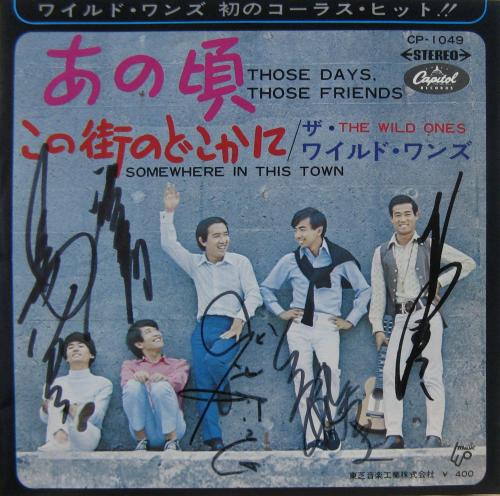 ワイルド・ワンズ 初のコーラス・ヒット!!
CP-1049
STEREO
Capitol
RECORDS
あの頃
THOSE DAYS,
THOSE FRIENDS
この街のどこかに/ザ・THE WILD ONES
ワイルド・ワンズ
SOMEWHERE IN THIS TOWN
東芝音楽工業株式会社 ¥400